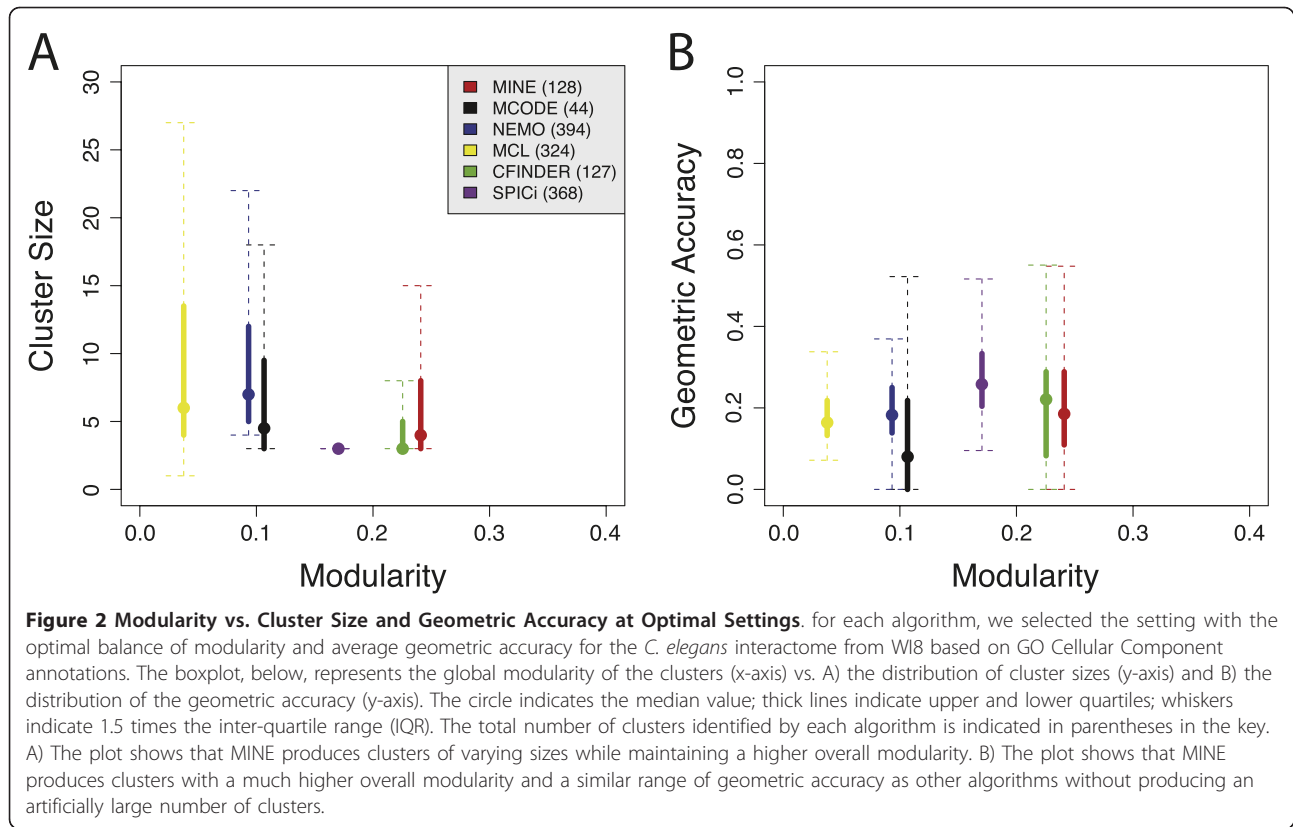 A
Cluster Size
30
25
20
15
10
5
0
MINE (128)
MCODE (44)
NEMO (394)
MCL (324)
CFINDER (127)
SPICi (368)
0.0 0.1 0.2 0.3 0.4
Modularity
B
Geometric Accuracy
1.0
0.8
0.6
0.4
0.2
0.0
0.0 0.1 0.2 0.3 0.4
Modularity
Figure 2 Modularity vs. Cluster Size and Geometric Accuracy at Optimal Settings. for each algorithm, we selected the setting with the
optimal balance of modularity and average geometric accuracy for the C. elegans interactome from WI8 based on GO Cellular Component
annotations. The boxplot, below, represents the global modularity of the clusters (x-axis) vs. A) the distribution of cluster sizes (y-axis) and B) the
distribution of the geometric accuracy (y-axis). The circle indicates the median value; thick lines indicate upper and lower quartiles; whiskers
indicate 1.5 times the inter-quartile range (IQR). The total number of clusters identified by each algorithm is indicated in parentheses in the key.
A) The plot shows that MINE produces clusters of varying sizes while maintaining a higher overall modularity. B) The plot shows that MINE
produces clusters with a much higher overall modularity and a similar range of geometric accuracy as other algorithms without producing an
artificially large number of clusters.